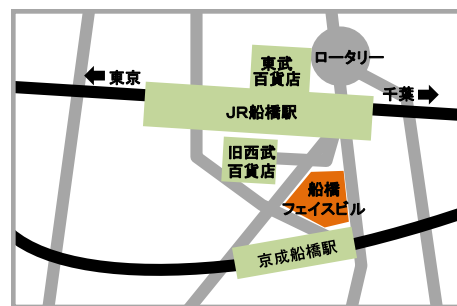 東武
百貨店
ロータリー
東京
千葉
JR船橋駅
旧西武
百貨店
船橋
フェイスビル
京成船橋駅